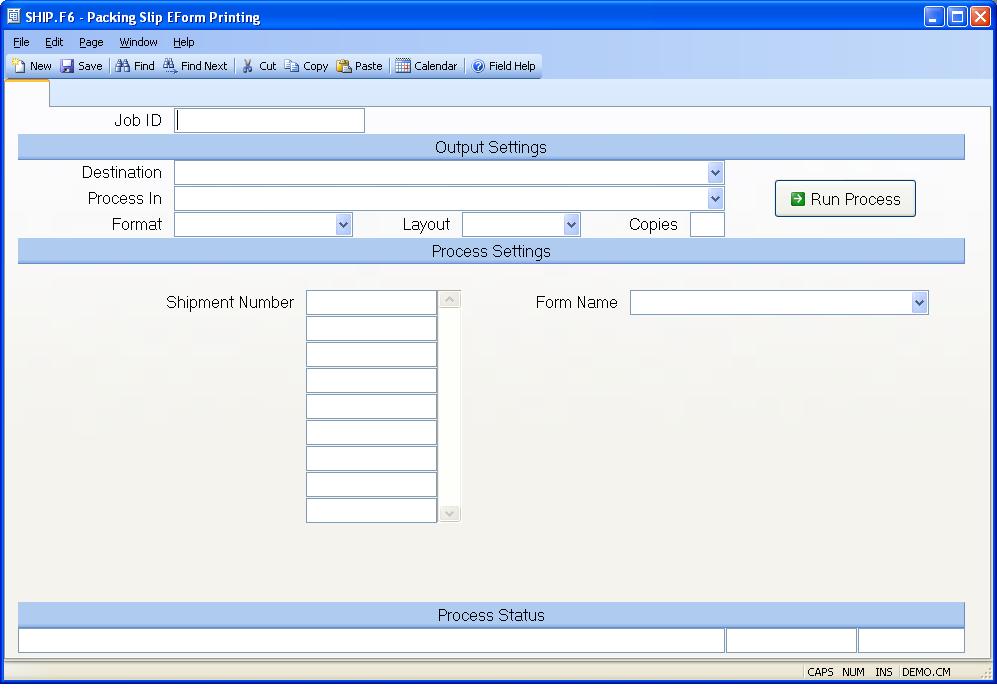 SHIP.F6 - Packing Slip EForm Printing
File Edit Page Window Help
New Save Find Find Next Cut Copy Paste Calendar Field Help
Job ID
Output Settings
Destination
Process In
Run Process
Format Layout Copies
Process Settings
Shipment Number Form Name
Process Status
CAPS NUM INS DEMO.CM